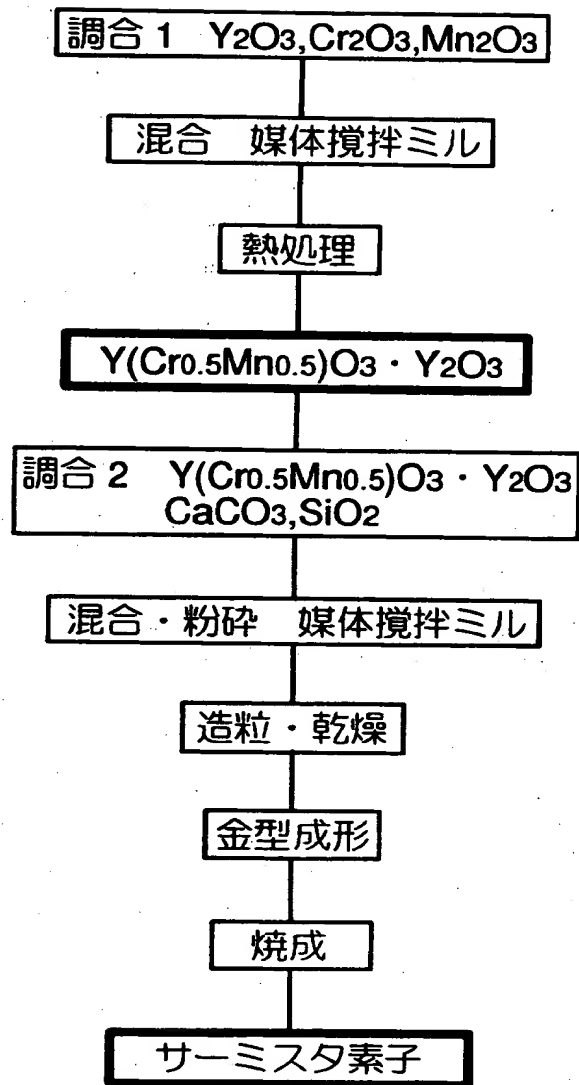 調合1 Y2O3,Cr2O3,Mn2O3
混合 媒体撹拌ミル
熱処理
Y(Cr0.5Mn0.5)O3・Y2O3
調合2 Y(Cr0.5Mn0.5)O3・Y2O3
CaCO3,SiO2
混合・粉砕 媒体撹拌ミル
造粒・乾燥
金型成形
焼成
サーミスタ素子